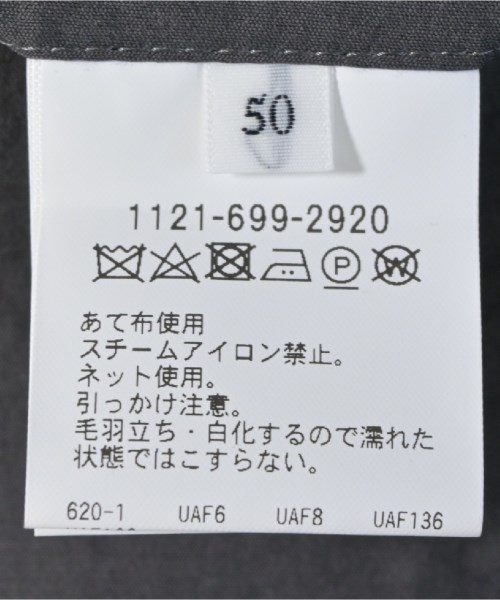 50
1121-699-2920
P W
あて布使用
スチームアイロン禁止。
ネット使用。
引っかけ注意。
毛羽立ち・白化するので濡れた
状態ではこすらない。
620-1 UAF6 UAF8 UAF136